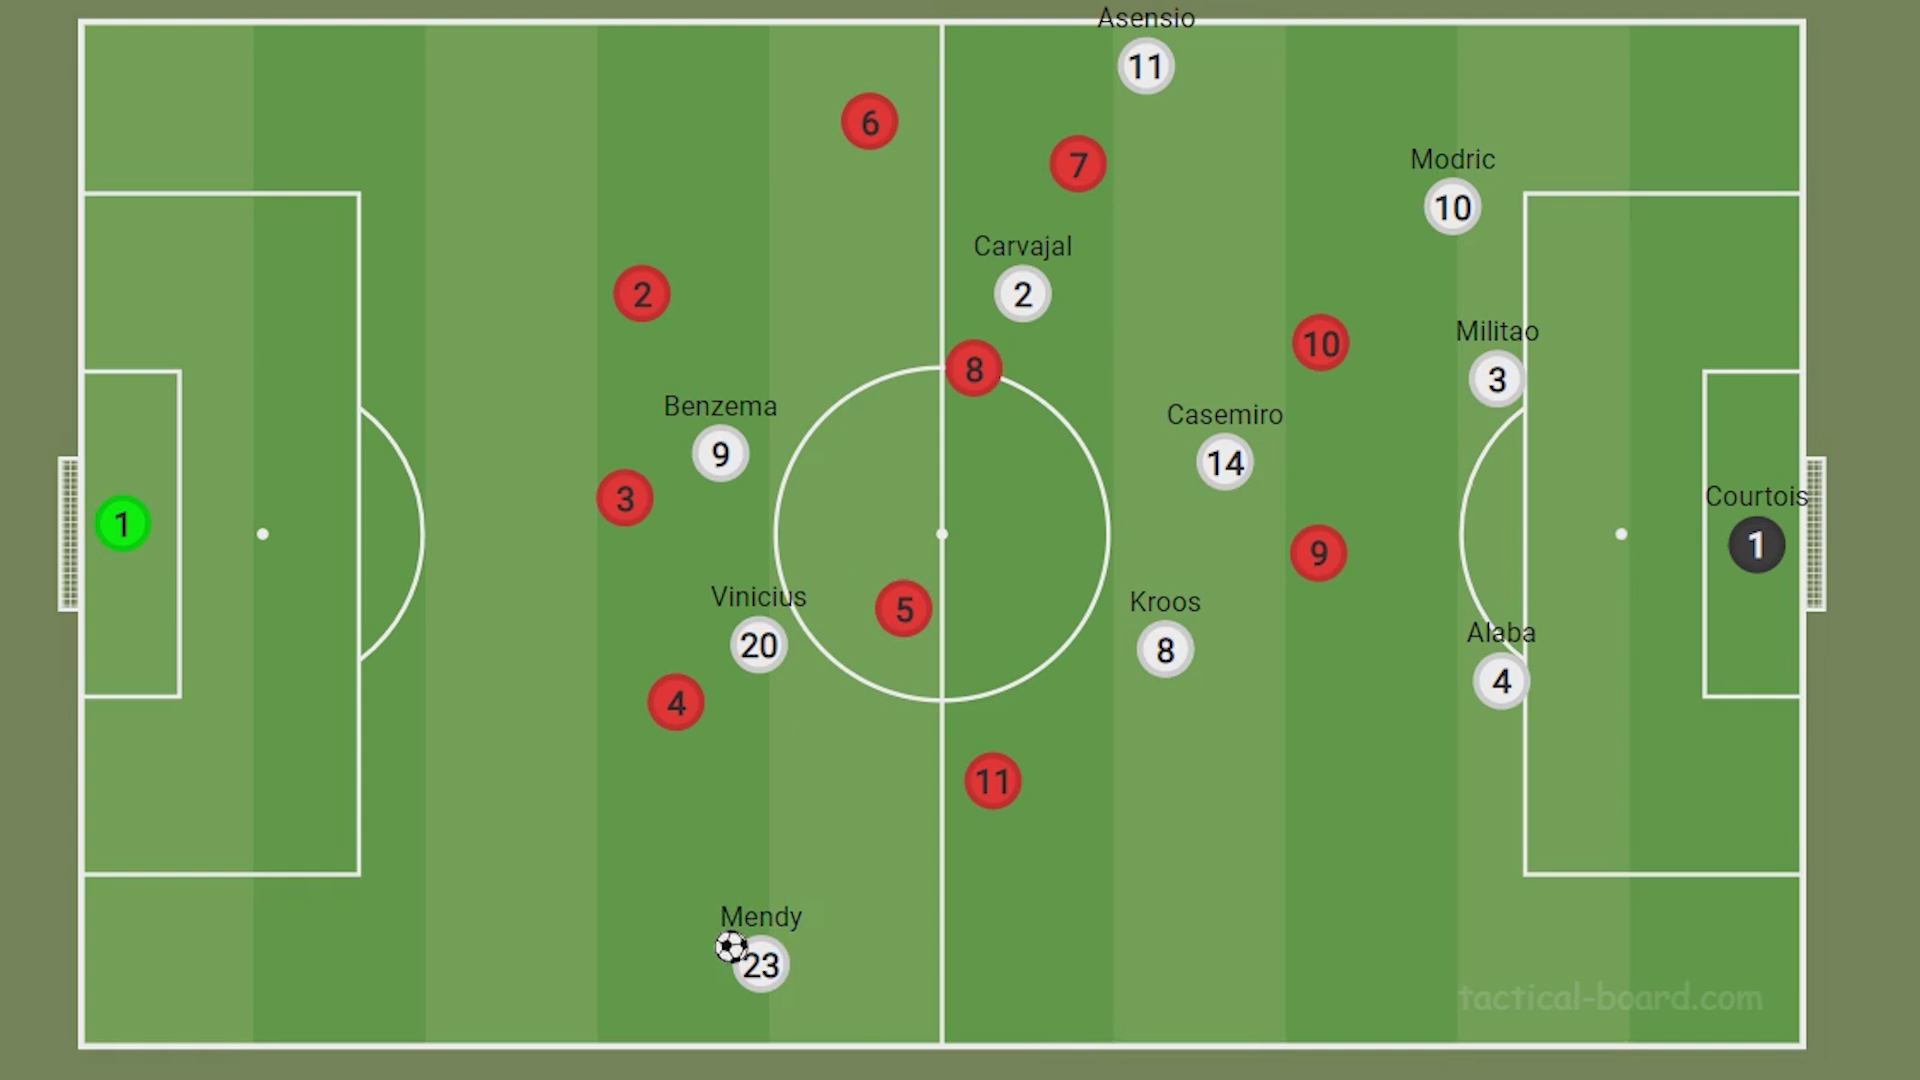 Asensio
11
6
7
Modric
10
Carvajal
2
2
8
10
Militao
3
Benzema
9
Casemiro
14
3
1
Courtois
1
9
Vinicius
20
5
Kroos
8
Alaba
4
4
11
Mendy
23
tactical-board.com